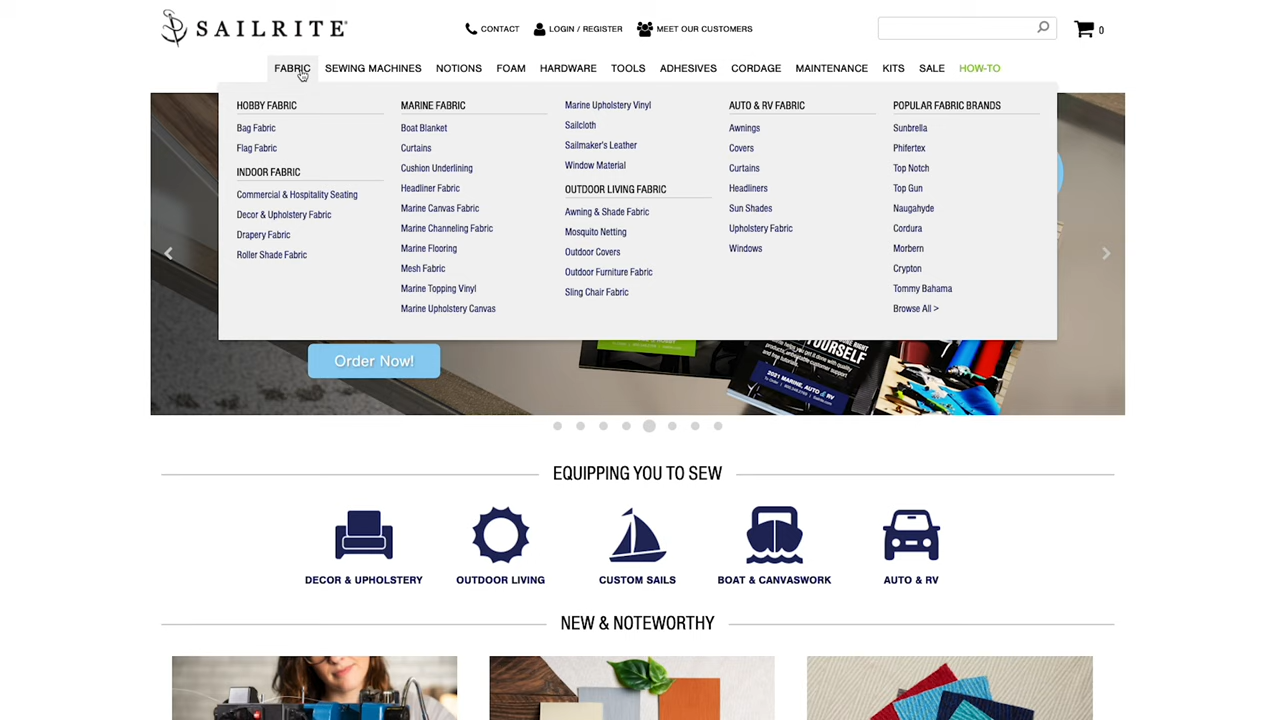 SAILRITE
CONTACT
LOGIN / REGISTER
MEET OUR CUSTOMERS
0
FABRIC
SEWING MACHINES
NOTIONS
FOAM
HARDWARE
TOOLS
ADHESIVES
CORDAGE
MAINTENANCE
KITS
SALE
HOW-TO
HOBBY FABRIC
Bag Fabric
Flag Fabric
INDOOR FABRIC
Commercial & Hospitality Seating
Decor & Upholstery Fabric
Drapery Fabric
Roller Shade Fabric
MARINE FABRIC
Boat Blanket
Curtains
Cushion Underlining
Headliner Fabric
Marine Canvas Fabric
Marine Channeling Fabric
Marine Flooring
Mesh Fabric
Marine Topping Vinyl
Marine Upholstery Canvas
Marine Upholstery Vinyl
Sailcloth
Sailmaker's Leather
Window Material
OUTDOOR LIVING FABRIC
Awning & Shade Fabric
Mosquito Netting
Outdoor Covers
Outdoor Furniture Fabric
Sling Chair Fabric
AUTO & RV FABRIC
Awnings
Covers
Curtains
Headliners
Sun Shades
Upholstery Fabric
Windows
POPULAR FABRIC BRANDS
Sunbrella
Phifertex
Top Notch
Top Gun
Naugahyde
Cordura
Morbern
Crypton
Tommy Bahama
Browse All >
Order Now!
YOURSELF
2021 MARINE, AUTO & RV
EQUIPPING YOU TO SEW
DECOR & UPHOLSTERY
OUTDOOR LIVING
CUSTOM SAILS
BOAT & CANVASWORK
AUTO & RV
NEW & NOTEWORTHY